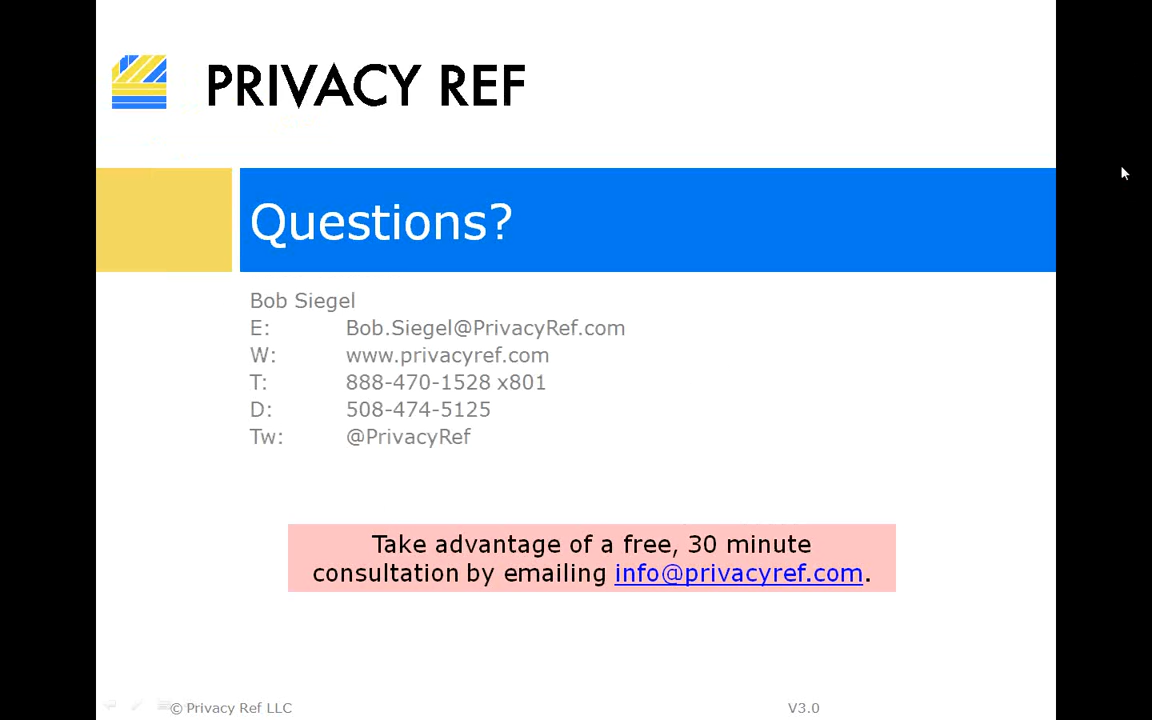 PRIVACY REF
Questions?
Bob Siegel
E: Bob.Siegel@PrivacyRef.com
W: www.privacyref.com
T: 888-470-1528 x801
D: 508-474-5125
Tw: @PrivacyRef
Take advantage of a free, 30 minute
consultation by emailing info@privacyref.com.
© Privacy Ref LLC V3.0